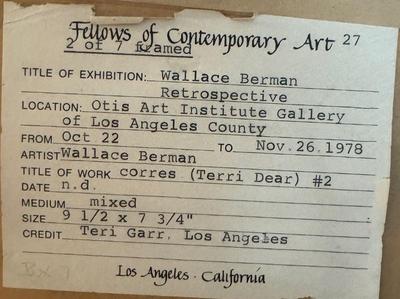 Fellows of Contemporary Art 27
2 of 7 framed
TITLE OF EXHIBITION: Wallace Berman
Retrospective
LOCATION: Otis Art Institute Gallery
of Los Angeles County
FROM Oct 22 TO Nov.26.1978
ARTIST Wallace Berman
TITLE OF WORK corres (Terri Dear) #2
DATE n.d.
MEDIUM mixed
SIZE 9 1/2 x 7 3/4"
CREDIT Teri Garr, Los Angeles
Los Angeles · California